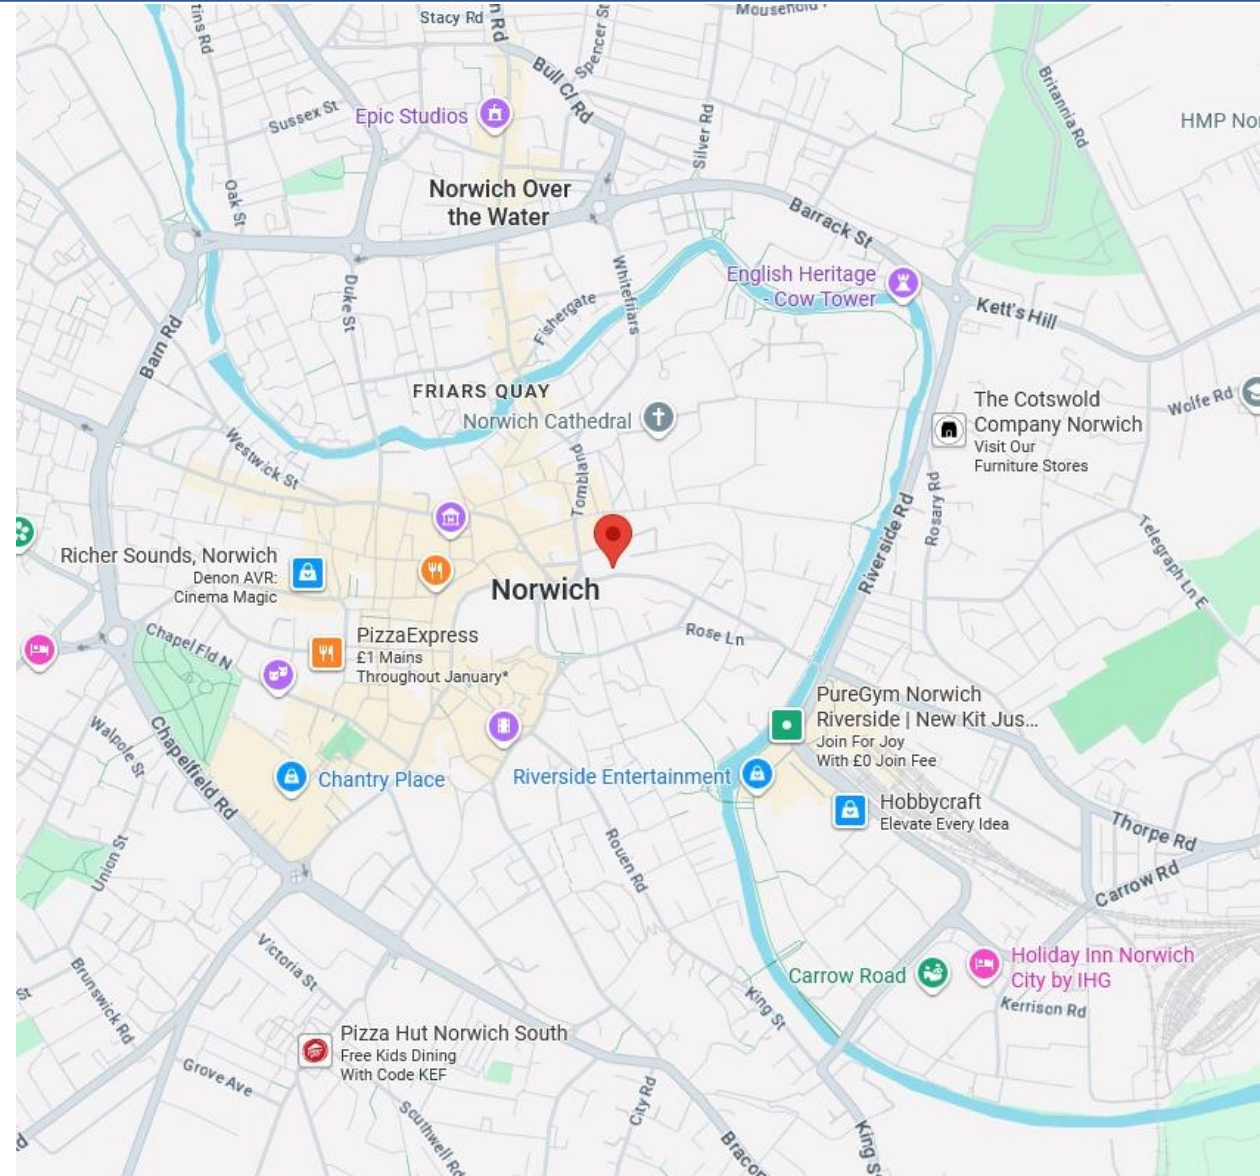 Stacy Rd
Spencer St
Mousehold
tins Rd
n Rd
Bull Cl Rd
Britannia Rd
Sussex St
Epic Studios
Silver Rd
HMP Nor
Oak St
Norwich Over
the Water
Barrack St
Duke St
Whitefriars
English Heritage
- Cow Tower
Fishergate
Kett's Hill
Barn Rd
FRIARS QUAY
Norwich Cathedral
The Cotswold
Company Norwich
Visit Our
Furniture Stores
Wolfe Rd
Westwick St
Tombland
Rosary Rd
Riverside Rd
Telegraph Ln E
Richer Sounds, Norwich
Denon AVR:
Cinema Magic
Norwich
Chapel Fld N
PizzaExpress
£1 Mains
Throughout January*
Rose Ln
PureGym Norwich
Riverside | New Kit Jus...
Join For Joy
With £0 Join Fee
Walpole St
Chapelfield Rd
Chantry Place
Riverside Entertainment
Hobbycraft
Elevate Every Idea
Thorpe Rd
Union St
Rouen Rd
Carrow Rd
Victoria St
Brunswick Rd
St
Carrow Road
Holiday Inn Norwich
City by IHG
Kerrison Rd
King St
Pizza Hut Norwich South
Free Kids Dining
With Code KEF
Grove Ave
Southwell Rd
City Rd
Bracon
King S